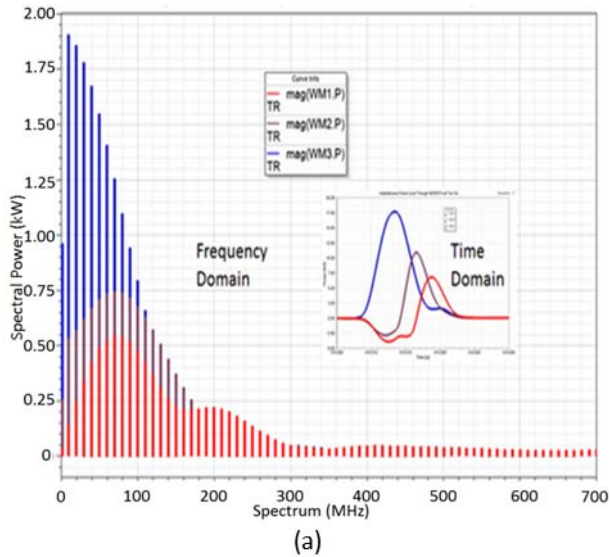 2.00
1.75
1.50
1.25
1.00
0.75
0.50
0.25
0
Spectral Power (kW)
Curve Info
mag(WM1.P)
TR
mag(WM2.P)
TR
mag(WM3.P)
TR
Frequency
Domain
Time
Domain
0 100 200 300 400 500 600 700
Spectrum (MHz)
(a)